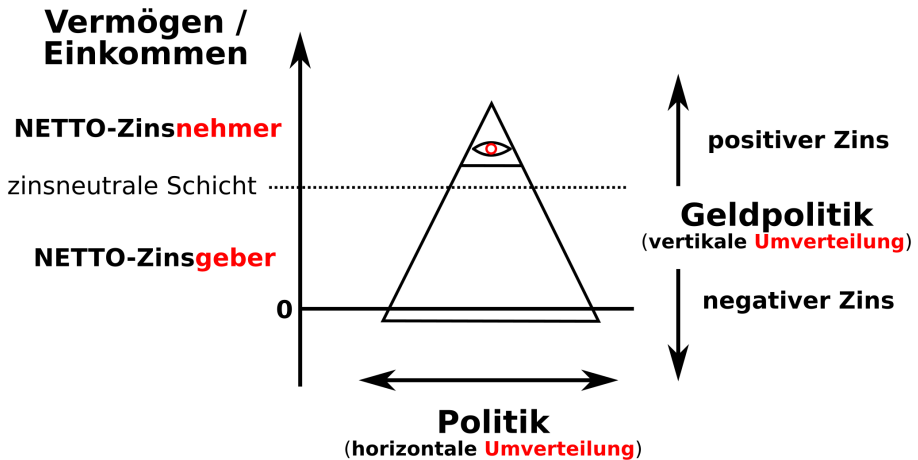 Vermögen /
Einkommen
NETTO-Zinsnehmer
zinsneutrale Schicht
NETTO-Zinsgeber
0
positiver Zins
Geldpolitik
(vertikale Umverteilung)
negativer Zins
Politik
(horizontale Umverteilung)